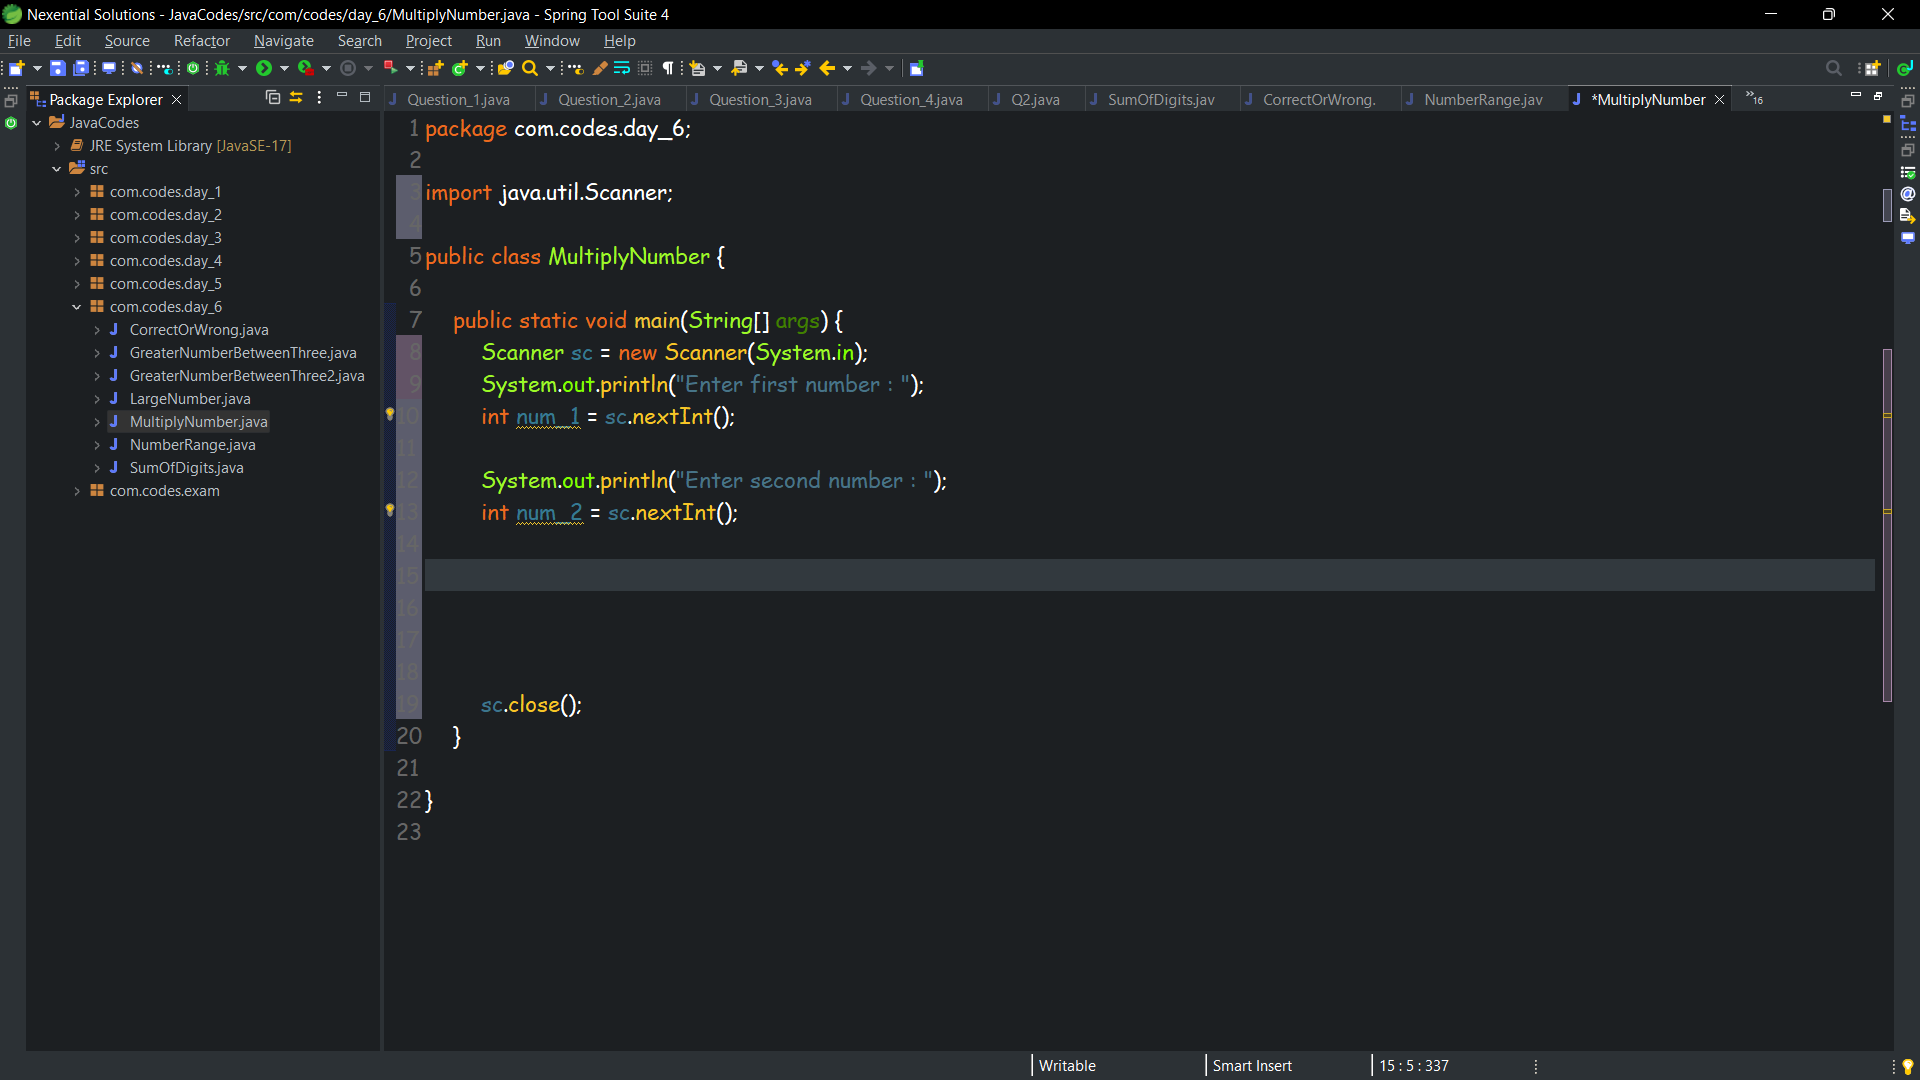 Nexential Solutions - JavaCodes/src/com/codes/day_6/MultiplyNumber.java - Spring Tool Suite 4
File Edit Source Refactor Navigate Search Project Run Window Help
Package Explorer
JavaCodes
JRE System Library [JavaSE-17]
src
com.codes.day_1
com.codes.day_2
com.codes.day_3
com.codes.day_4
com.codes.day_5
com.codes.day_6
CorrectOrWrong.java
GreaterNumberBetweenThree.java
GreaterNumberBetweenThree2.java
LargeNumber.java
MultiplyNumber.java
NumberRange.java
SumOfDigits.java
com.codes.exam
Question_1.java Question_2.java Question_3.java Question_4.java Q2.java SumOfDigits.jav CorrectOrWrong. NumberRange.jav *MultiplyNumber »16
1 package com.codes.day_6;
2
3 import java.util.Scanner;
4
5 public class MultiplyNumber {
6
7 public static void main(String[] args) {
8 Scanner sc = new Scanner(System.in);
9 System.out.println("Enter first number : ");
10 int num_1 = sc.nextInt();
11
12 System.out.println("Enter second number : ");
13 int num_2 = sc.nextInt();
14
15
16
17
18
19 sc.close();
20 }
21
22 }
23
Writable Smart Insert 15 : 5 : 337